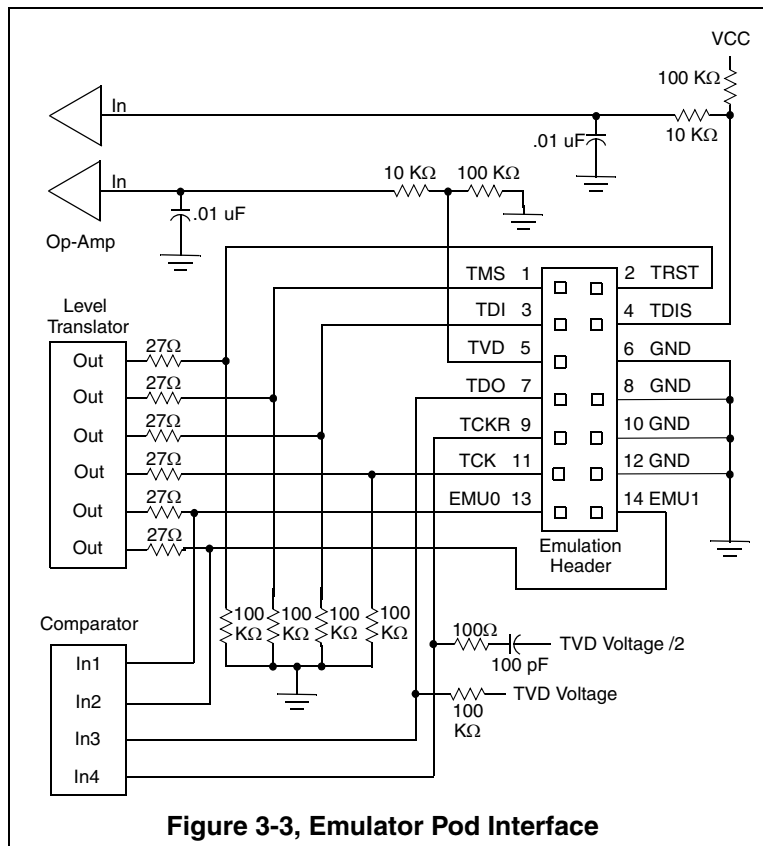 VCC
100 KΩ
In
.01 uF
10 KΩ
In
10 KΩ 100 KΩ
.01 uF
Op-Amp
TMS 1 2 TRST
Level
Translator
TDI 3 4 TDIS
27Ω
Out
TVD 5 6 GND
27Ω
Out
TDO 7 8 GND
27Ω
Out
TCKR 9 10 GND
27Ω
Out
TCK 11 12 GND
27Ω
Out
EMU0 13 14 EMU1
27Ω
Out
Emulation
Header
Comparator
100 100 100 100
KΩ KΩ KΩ KΩ
100Ω
100 pF
TVD Voltage /2
In1
In2
TVD Voltage
100
KΩ
In3
In4
Figure 3-3, Emulator Pod Interface